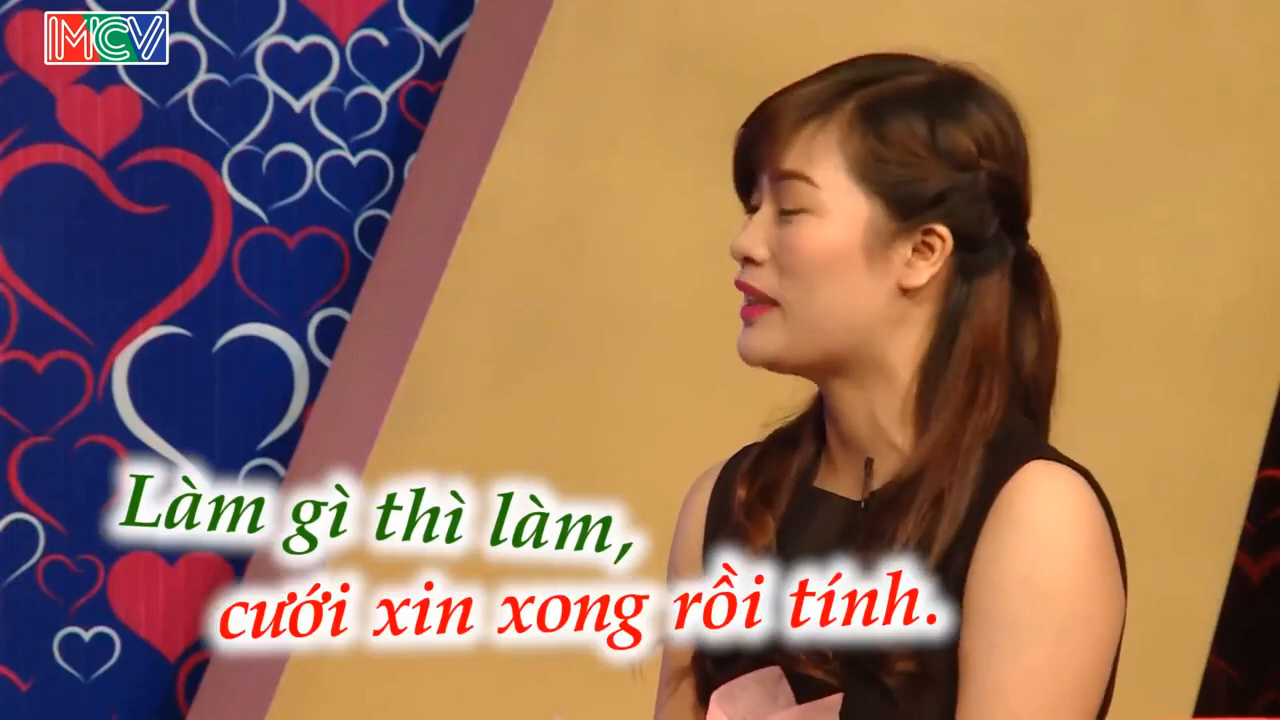 MCV
Làm gì thì làm,
cưới xin xong rồi tính.